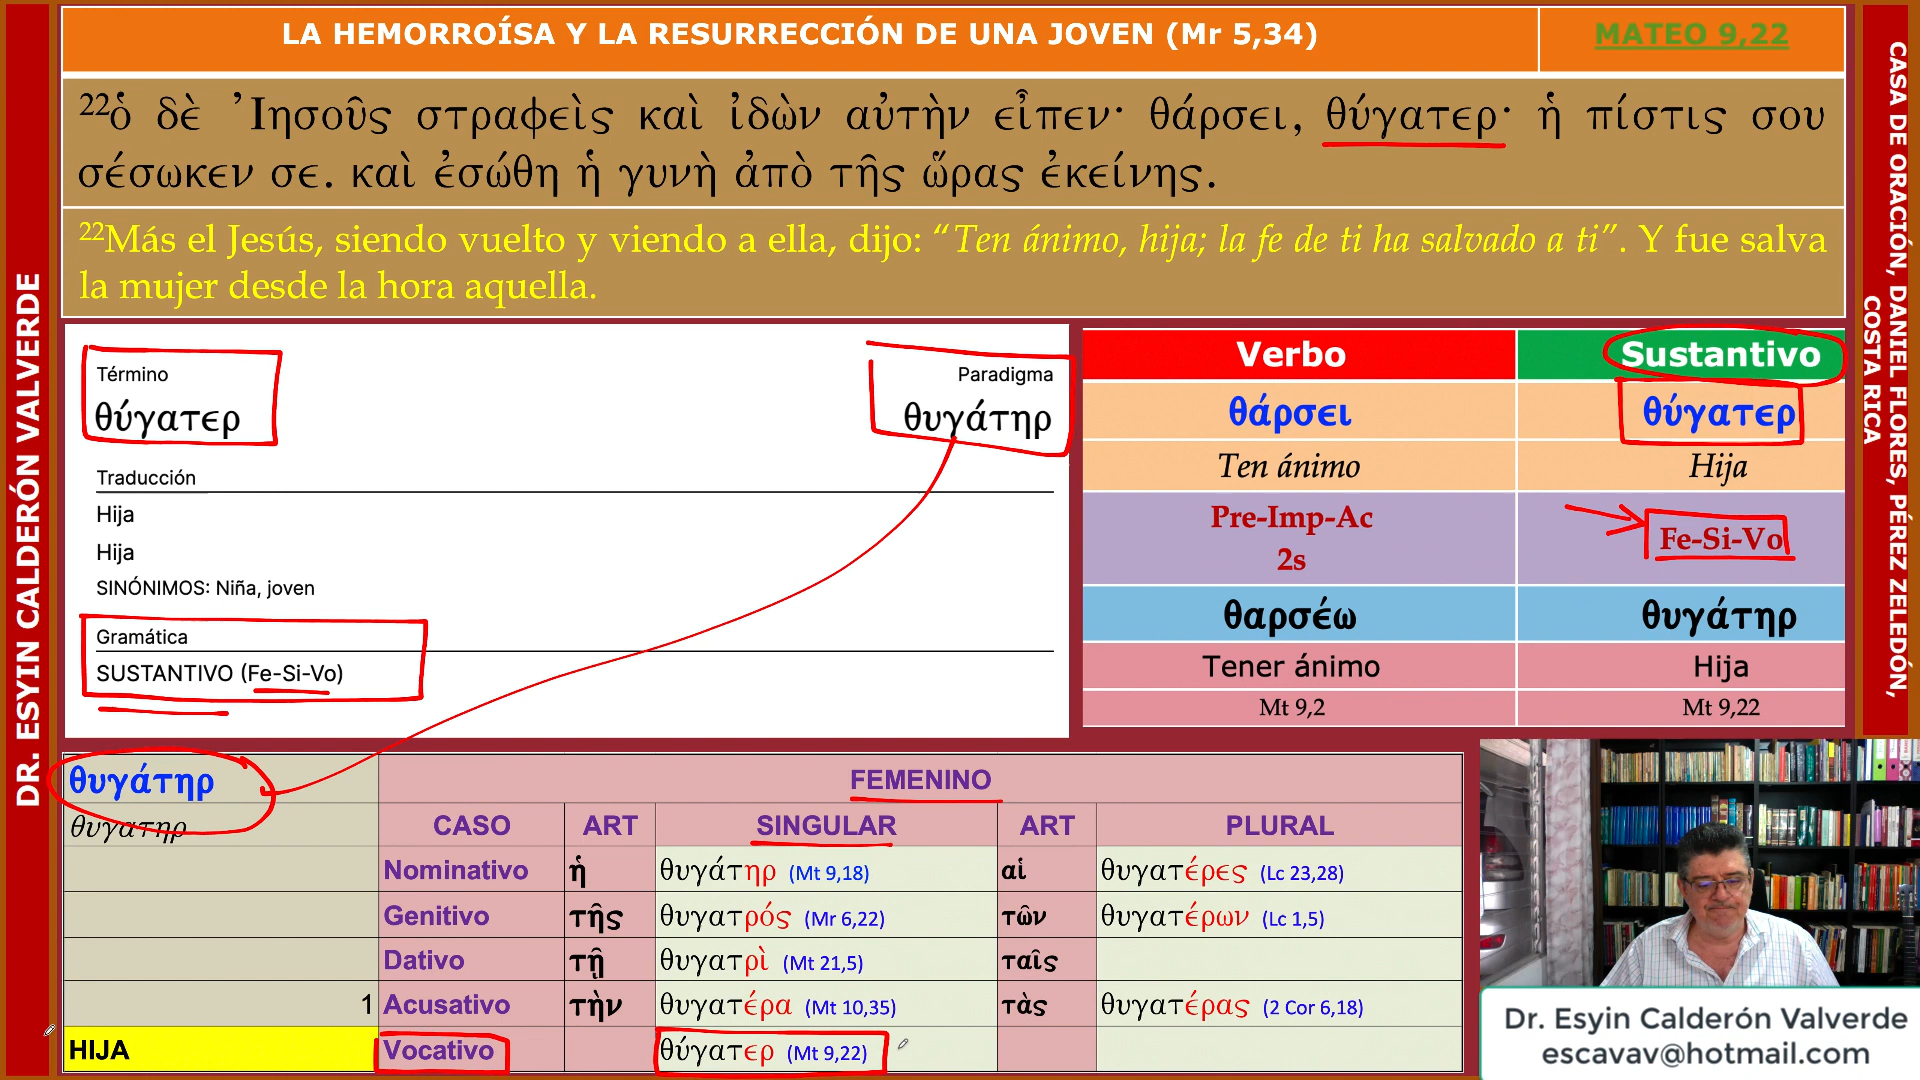 LA HEMORROÍSA Y LA RESURRECCIÓN DE UNA JOVEN (Mr 5,34)
MATEO 9,22
²²ὁ δὲ Ἰησοῦς στραφεὶς καὶ ἰδὼν αὐτὴν εἶπεν· θάρσει, θύγατερ· ἡ πίστις σου
σέσωκεν σε. καὶ ἐσώθη ἡ γυνὴ ἀπὸ τῆς ὥρας ἐκείνης.
²²Más el Jesús, siendo vuelto y viendo a ella, dijo: “Ten ánimo, hija; la fe de ti ha salvado a ti”. Y fue salva
la mujer desde la hora aquella.
DR. ESYIN CALDERÓN VALVERDE
CASA DE ORACIÓN, DANIEL FLORES, PÉREZ ZELEDÓN,
COSTA RICA
Término
Paradigma
θύγατερ
θυγάτηρ
Traducción
Hija
Hija
SINÓNIMOS: Niña, joven
Gramática
SUSTANTIVO (Fe-Si-Vo)
Verbo
Sustantivo
θάρσει
θύγατερ
Ten ánimo
Hija
Pre-Imp-Ac
2s
Fe-Si-Vo
θαρσέω
θυγάτηρ
Tener ánimo
Hija
Mt 9,2
Mt 9,22
θυγάτηρ
FEMENINO
θυγατηρ
CASO
ART
SINGULAR
ART
PLURAL
Nominativo
ἡ
θυγάτηρ (Mt 9,18)
αἱ
θυγατέρες (Lc 23,28)
Genitivo
τῆς
θυγατρός (Mr 6,22)
τῶν
θυγατέρων (Lc 1,5)
Dativo
τῇ
θυγατρὶ (Mt 21,5)
ταῖς
1
Acusativo
τὴν
θυγατέρα (Mt 10,35)
τὰς
θυγατέρας (2 Cor 6,18)
HIJA
Vocativo
θύγατερ (Mt 9,22)
Dr. Esyin Calderón Valverde
escavav@hotmail.com